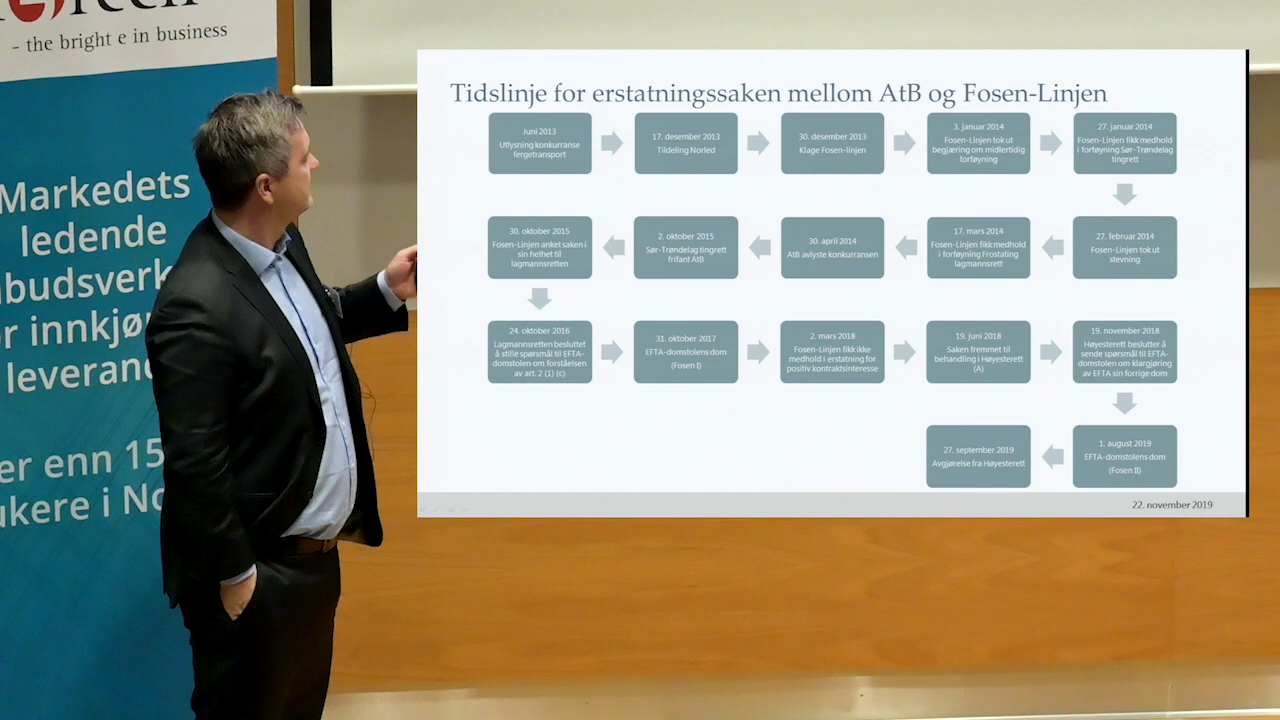 - the bright e in business
Markedets
ledende
for innkjø
leverand
er enn 15
Tidslinje for erstatningssaken mellom AtB og Fosen-Linjen
Juni 2013
Utlysning konkurranse
fergetransport
17. desember 2013
Tildeling Norled
30. desember 2013
Klage Fosen-linjen
3. januar 2014
Fosen-Linjen tok ut
begjæring om midlertidig
forføyning
27. januar 2014
Fosen-Linjen fikk medhold
i forføyning Sør-Trøndelag
tingrett
27. februar 2014
Fosen-Linjen tok ut
stevning
17. mars 2014
Fosen-Linjen fikk medhold
i forføyning Frostating
lagmannsrett
30. april 2014
AtB avlyste konkurransen
2. oktober 2015
Sør-Trøndelag tingrett
frifant AtB
30. oktober 2015
Fosen-Linjen anket saken i
sin helhet til
lagmannsretten
24. oktober 2016
Lagmannsretten besluttet
å stille spørsmål til EFTA-
domstolen om forståelsen
av art. 2 (1) (c)
31. oktober 2017
EFTA-domstolens dom
(Fosen I)
2. mars 2018
Fosen-Linjen fikk ikke
medhold i erstatning for
positiv kontraktsinteresse
19. juni 2018
Saken fremmet til
behandling i Høyesterett
(A)
19. november 2018
Høyesterett beslutter å
sende spørsmål til EFTA-
domstolen om klargjøring
av EFTA sin forrige dom
1. august 2019
EFTA-domstolens dom
(Fosen II)
27. september 2019
Avgjørelse fra Høyesterett
22. november 2019